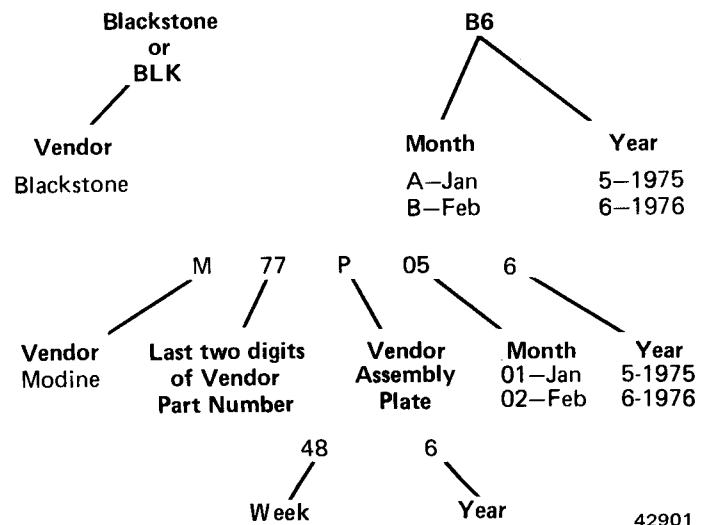 Blackstone
or
BLK
B6
Vendor
Blackstone
Month
A—Jan
B—Feb
Year
5—1975
6—1976
M 77 P 05 6
Vendor
Modine
Last two digits
of Vendor
Part Number
Vendor
Assembly
Plate
Month
01—Jan
02—Feb
Year
5-1975
6-1976
48 6
Week Year
42901